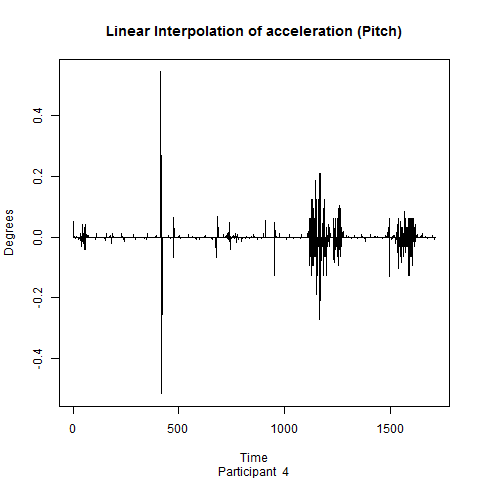 Linear Interpolation of acceleration (Pitch)
Degrees
0.4
0.2
0.0
-0.2
-0.4
0 500 1000 1500
Time
Participant 4